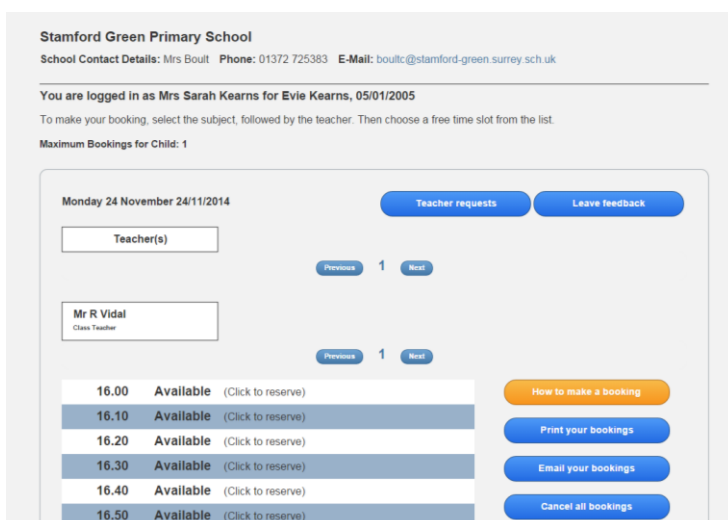 Stamford Green Primary School
School Contact Details: Mrs Boult Phone: 01372 725383 E-Mail: boultc@stamford-green.surrey.sch.uk
You are logged in as Mrs Sarah Kearns for Evie Kearns, 05/01/2005
To make your booking, select the subject, followed by the teacher. Then choose a free time slot from the list.
Maximum Bookings for Child: 1
Monday 24 November 24/11/2014
Teacher requests
Leave feedback
Teacher(s)
Previous 1 Next
Mr R Vidal
Class Teacher
Previous 1 Next
16.00 Available (Click to reserve)
How to make a booking
16.10 Available (Click to reserve)
16.20 Available (Click to reserve)
Print your bookings
16.30 Available (Click to reserve)
Email your bookings
16.40 Available (Click to reserve)
Cancel all bookings
16.50 Available (Click to reserve)